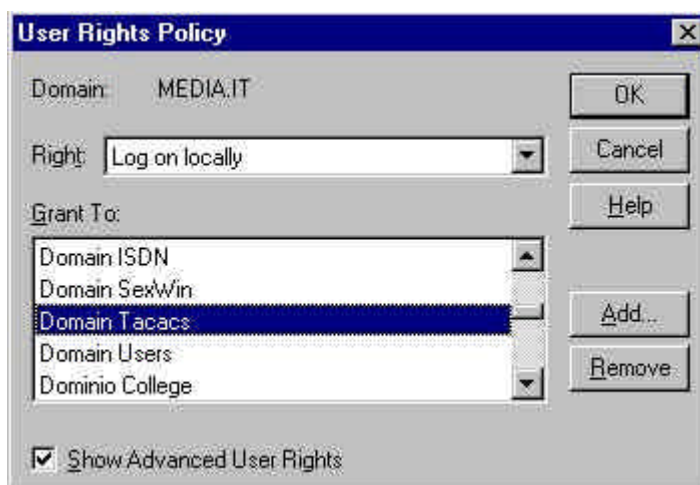 User Rights Policy
Domain: MEDIA.IT
OK
Right: Log on locally
Cancel
Help
Grant To:
Domain ISDN
Domain SexWin
Domain Tacacs
Domain Users
Dominio College
Add...
Remove
Show Advanced User Rights